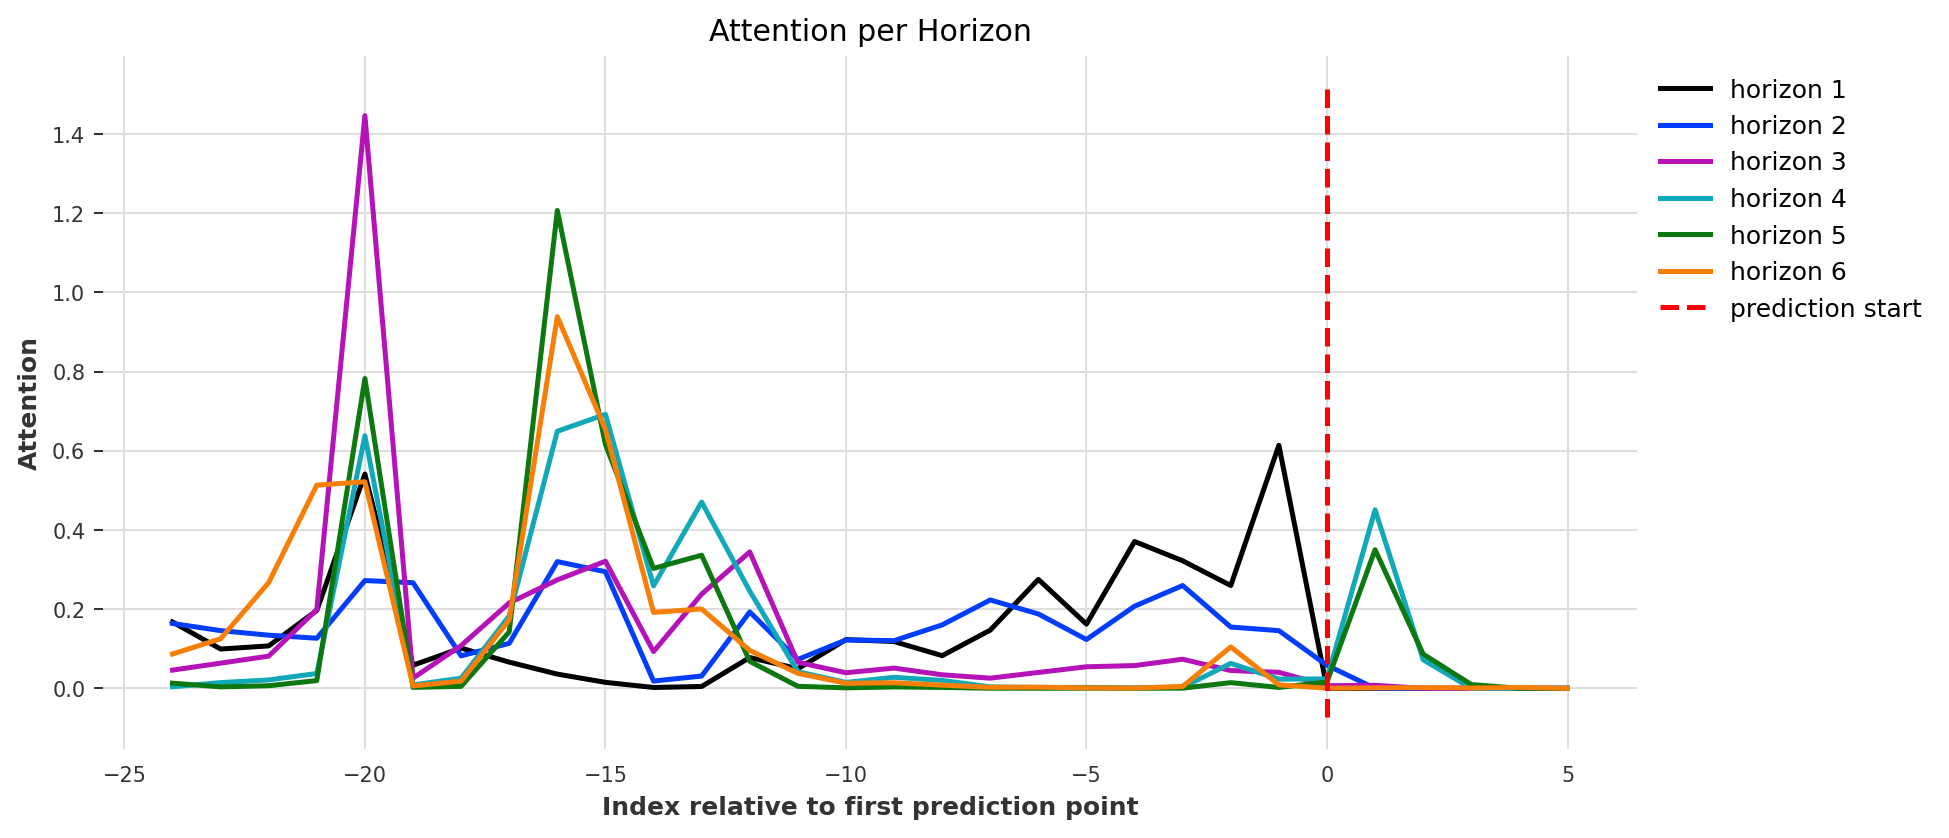 Attention per Horizon
horizon 1
horizon 2
horizon 3
horizon 4
horizon 5
horizon 6
prediction start
Attention
1.4
1.2
1.0
0.8
0.6
0.4
0.2
0.0
−25 −20 −15 −10 −5 0 5
Index relative to first prediction point